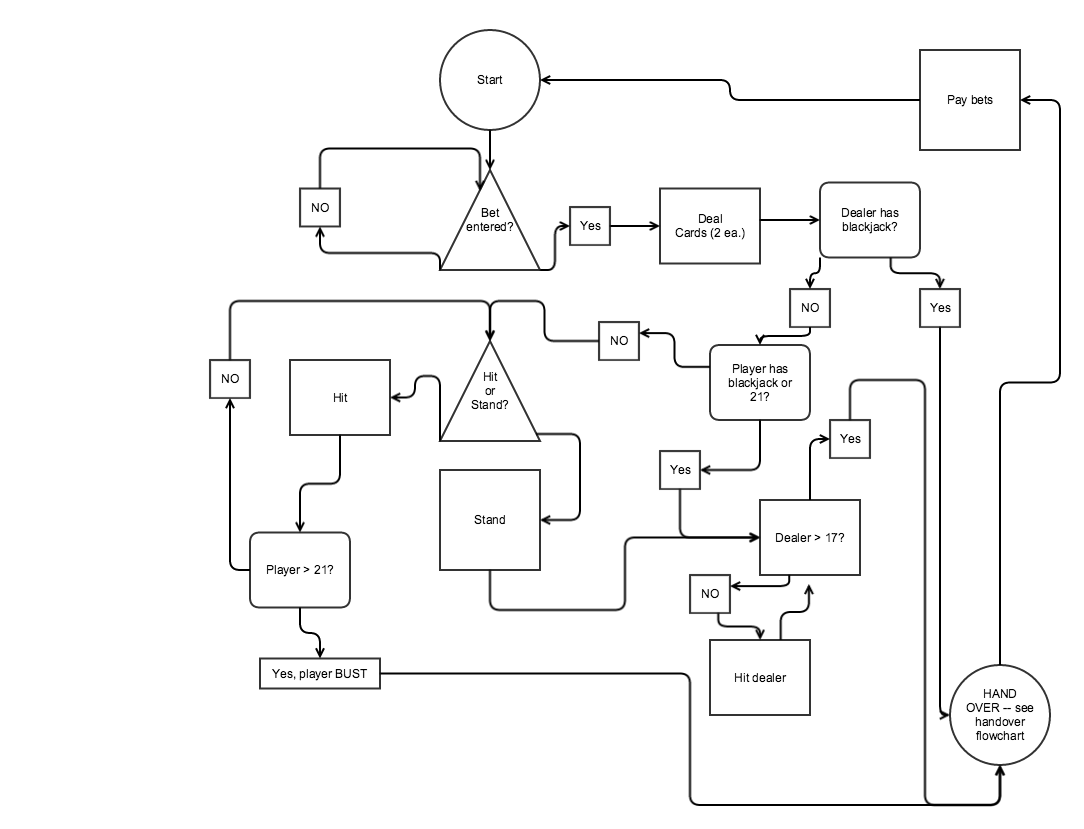 Start
Pay bets
NO
Bet
entered?
Yes
Deal
Cards (2 ea.)
Dealer has
blackjack?
NO
Yes
NO
Player has
blackjack or
21?
NO
Hit
Hit
or
Stand?
Yes
Yes
Stand
Dealer > 17?
Player > 21?
NO
Yes, player BUST
Hit dealer
HAND
OVER -- see
handover
flowchart